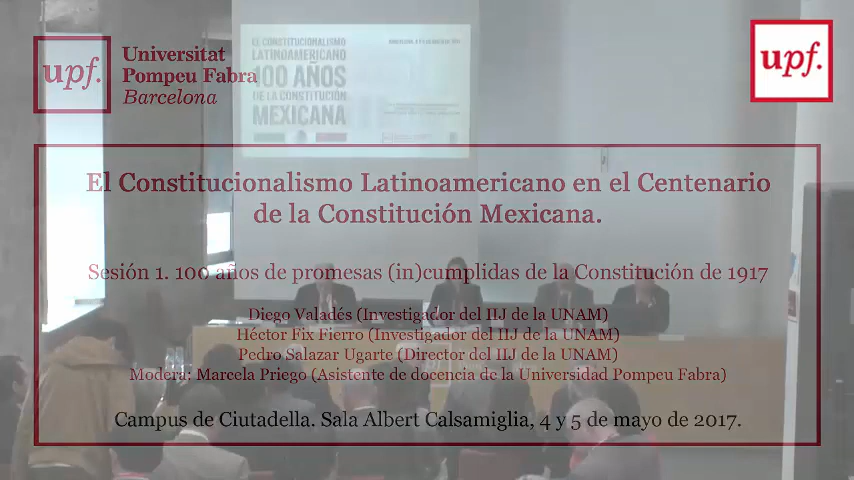 upf.
Universitat
Pompeu Fabra
Barcelona
EL CONSTITUCIONALISMO
LATINOAMERICANO
100 AÑOS
DE LA CONSTITUCIÓN
MEXICANA
upf.
El Constitucionalismo Latinoamericano en el Centenario
de la Constitución Mexicana.
Sesión 1. 100 años de promesas (in)cumplidas de la Constitución de 1917
Diego Valadés (Investigador del IIJ de la UNAM)
Héctor Fix Fierro (Investigador del IIJ de la UNAM)
Pedro Salazar Ugarte (Director del IIJ de la UNAM)
Modera: Marcela Priego (Asistente de docencia de la Universidad Pompeu Fabra)
Campus de Ciutadella. Sala Albert Calsamiglia, 4 y 5 de mayo de 2017.